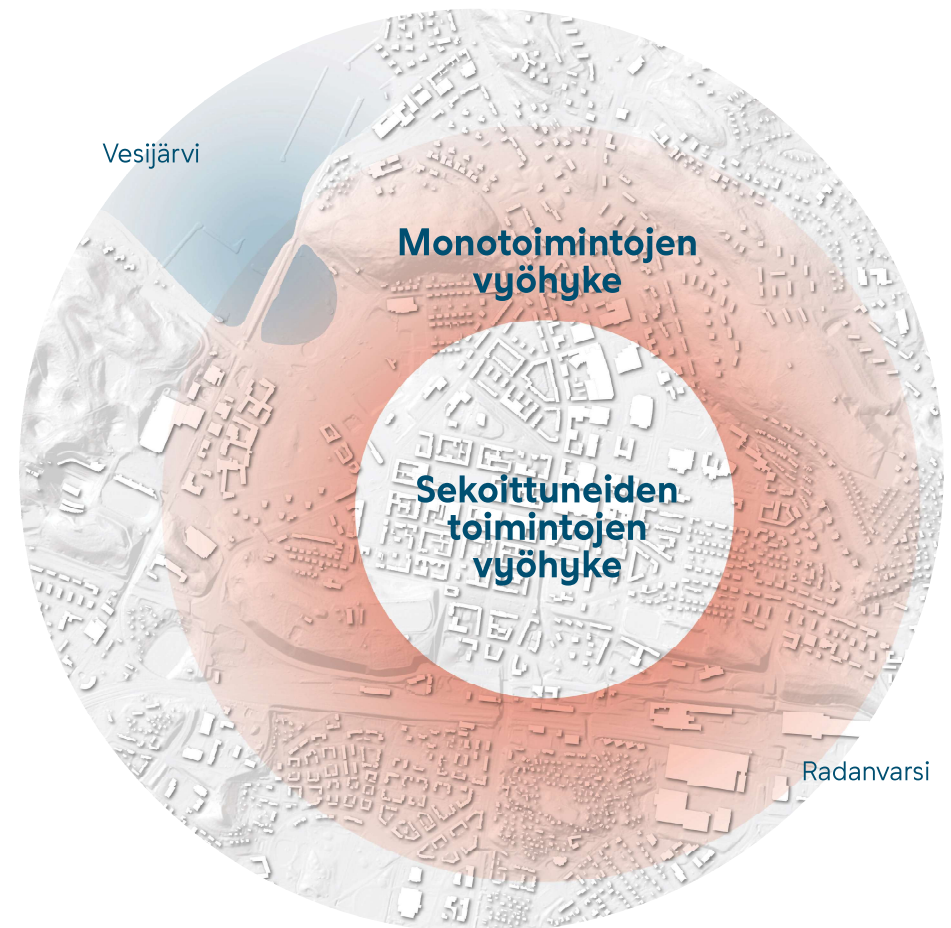 Vesijärvi
Monotoimintojen
vyöhyke
Sekoittuneiden
toimintojen
vyöhyke
Radanvarsi